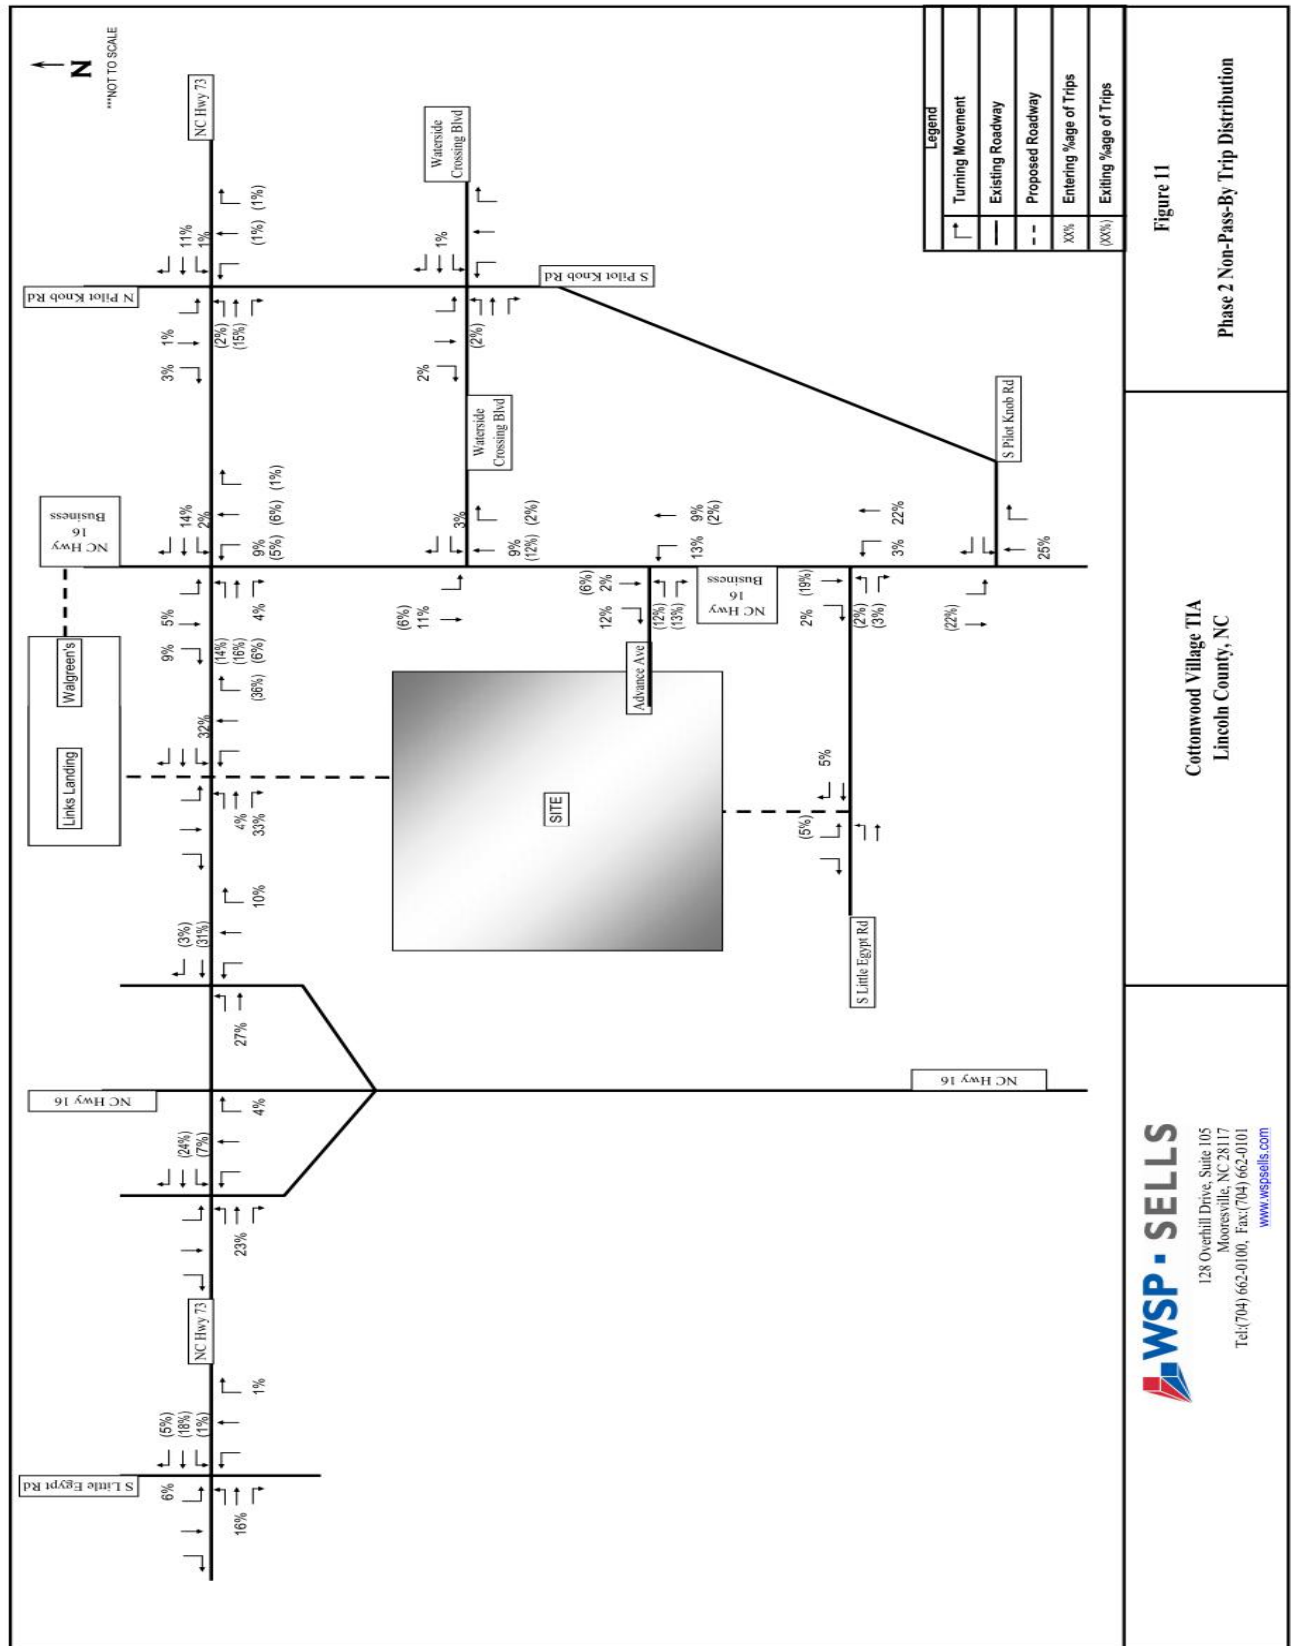 N
***NOT TO SCALE
NC Hwy 73
N Pilot Knob Rd
11%
1%
(1%)
(1%)
1%
3%
(2%)
(15%)
Waterside
Crossing Blvd
1%
S Pilot Knob Rd
2%
(2%)
Waterside
Crossing Blvd
S Pilot Knob Rd
NC Hwy
16
Business
14%
2%
(1%)
(6%)
9%
(5%)
5%
9%
4%
(14%)
(16%)
(6%)
3%
(2%)
9%
(12%)
(6%)
11%
9%
(2%)
13%
(6%)
2%
12%
(12%)
(13%)
NC Hwy
16
Business
Advance Ave
22%
3%
(19%)
2%
(2%)
(3%)
25%
(22%)
Walgreen's
Links Landing
32%
(36%)
4%
33%
SITE
5%
(5%)
S Little Egypt Rd
(3%)
(31%)
10%
27%
NC Hwy 16
NC Hwy 16
(24%)
(7%)
4%
23%
NC Hwy 73
(5%)
(18%)
(1%)
1%
S Little Egypt Rd
6%
16%
Legend
Turning Movement
Existing Roadway
Proposed Roadway
XX% Entering %age of Trips
(XX%) Exiting %age of Trips
WSP · SELLS
128 Overhill Drive, Suite 105
Mooresville, NC 28117
Tel:(704) 662-0100, Fax:(704) 662-0101
www.wspsells.com
Cottonwood Village TIA
Lincoln County, NC
Figure 11
Phase 2 Non-Pass-By Trip Distribution